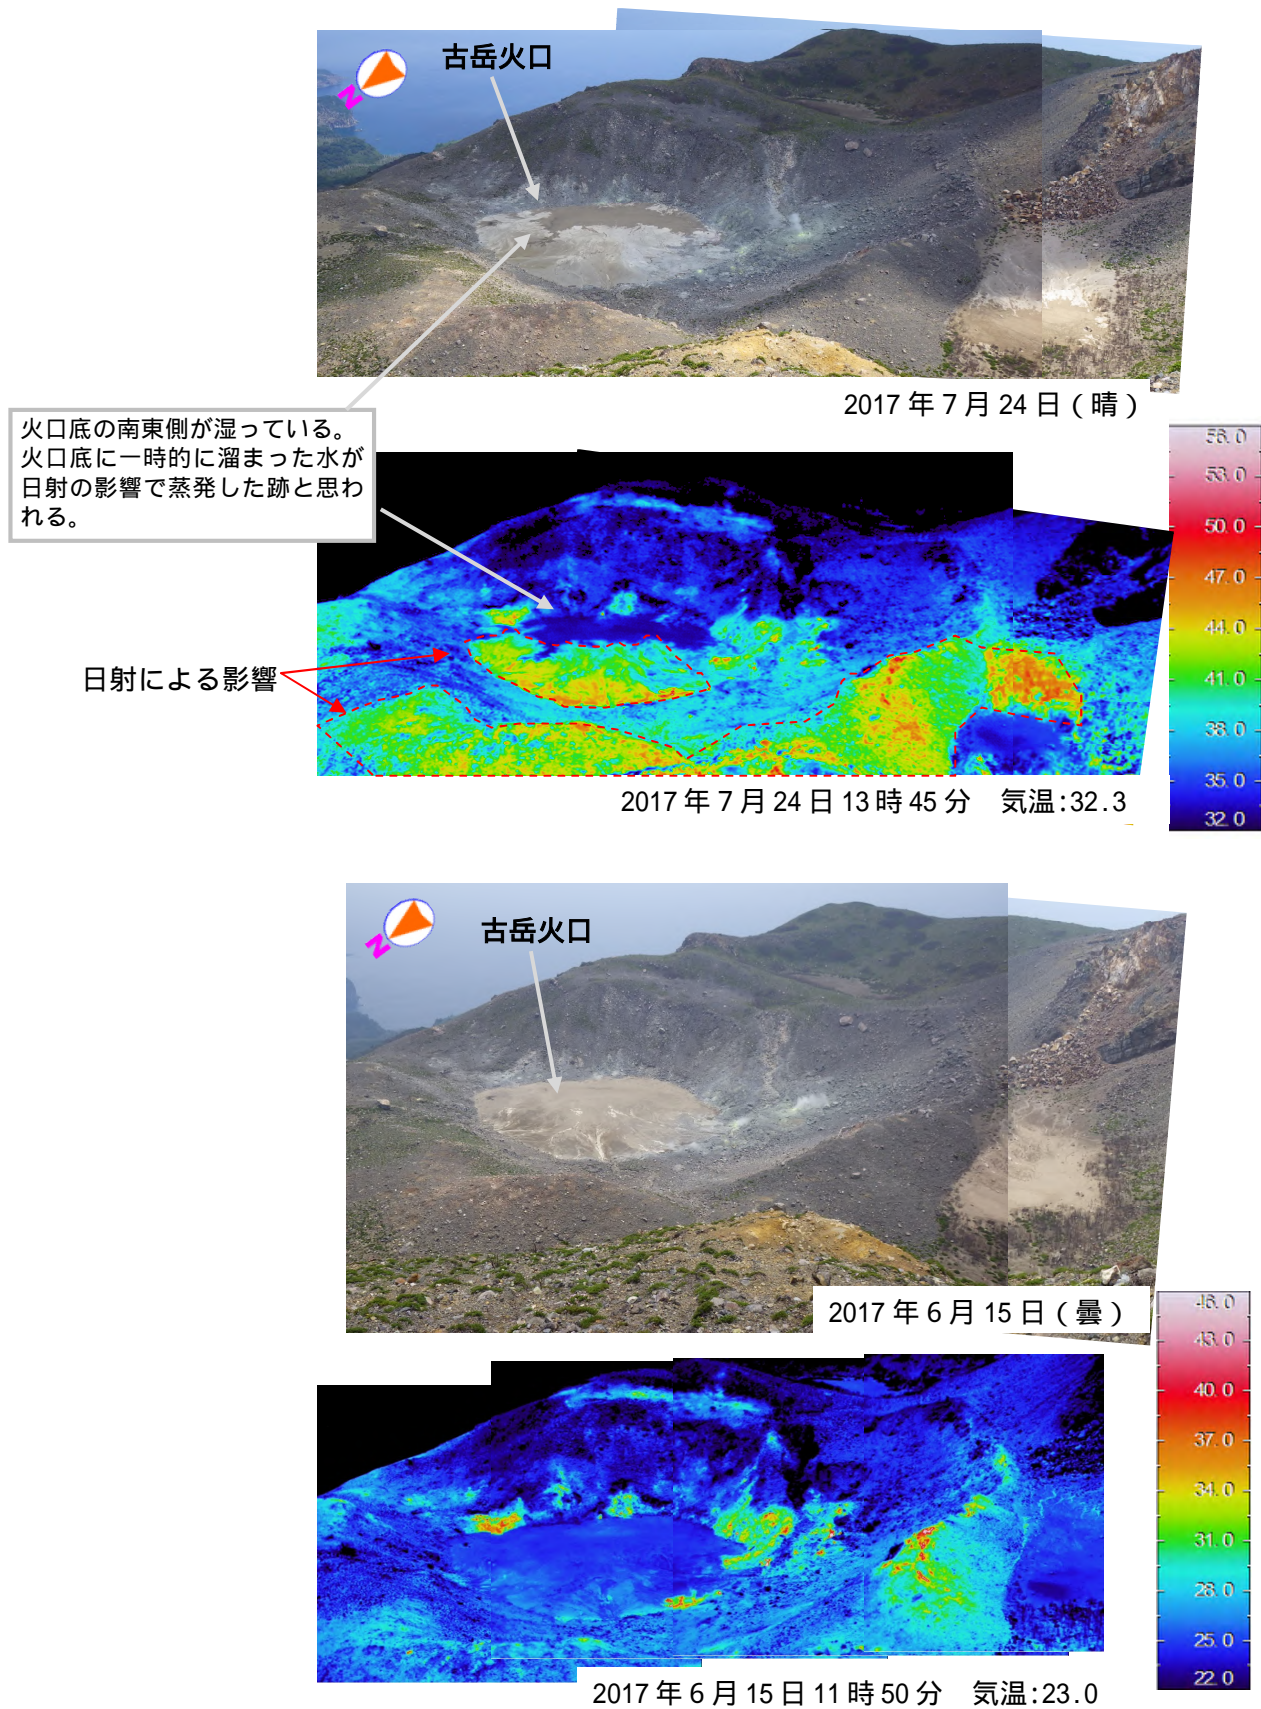 古岳火口
N
2017年7月24日（晴）
火口底の南東側が湿っている。
火口底に一時的に溜まった水が
日射の影響で蒸発した跡と思わ
れる。
56.0
53.0
50.0
47.0
44.0
41.0
38.0
35.0
32.0
日射による影響
2017年7月24日13時45分　気温:32.3
古岳火口
N
2017年6月15日（曇）
46.0
43.0
40.0
37.0
34.0
31.0
28.0
25.0
22.0
2017年6月15日11時50分　気温:23.0